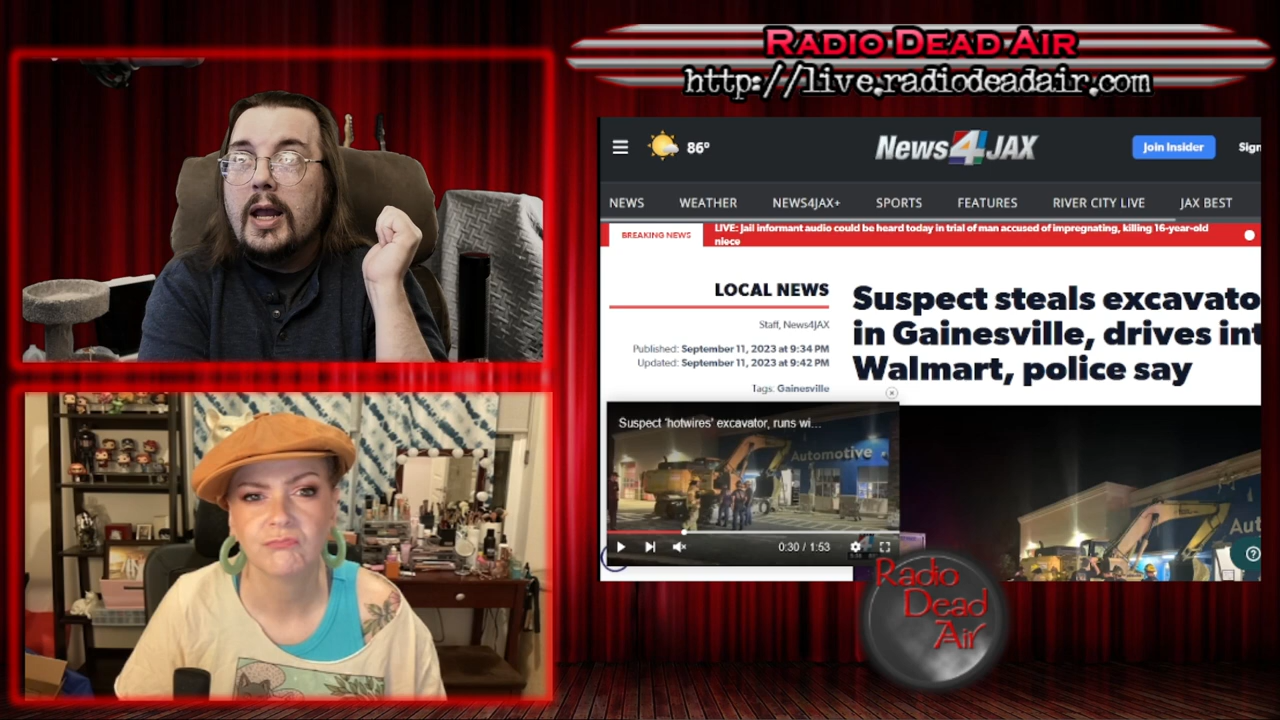 Radio Dead Air
http://live.radiodeadair.com
86°
News4JAX
Join Insider
Sign
NEWS
WEATHER
NEWS4JAX+
SPORTS
FEATURES
RIVER CITY LIVE
JAX BEST
BREAKING NEWS
LIVE: Jail informant audio could be heard today in trial of man accused of impregnating, killing 16-year-old
niece
LOCAL NEWS
Staff, News4JAX
Published: September 11, 2023 at 9:34 PM
Updated: September 11, 2023 at 9:42 PM
Tags: Gainesville
Suspect steals excavato
in Gainesville, drives int
Walmart, police say
Suspect 'hotwires' excavator, runs wi...
Automotive
0:30 / 1:53
Aut
Radio
Dead
Air